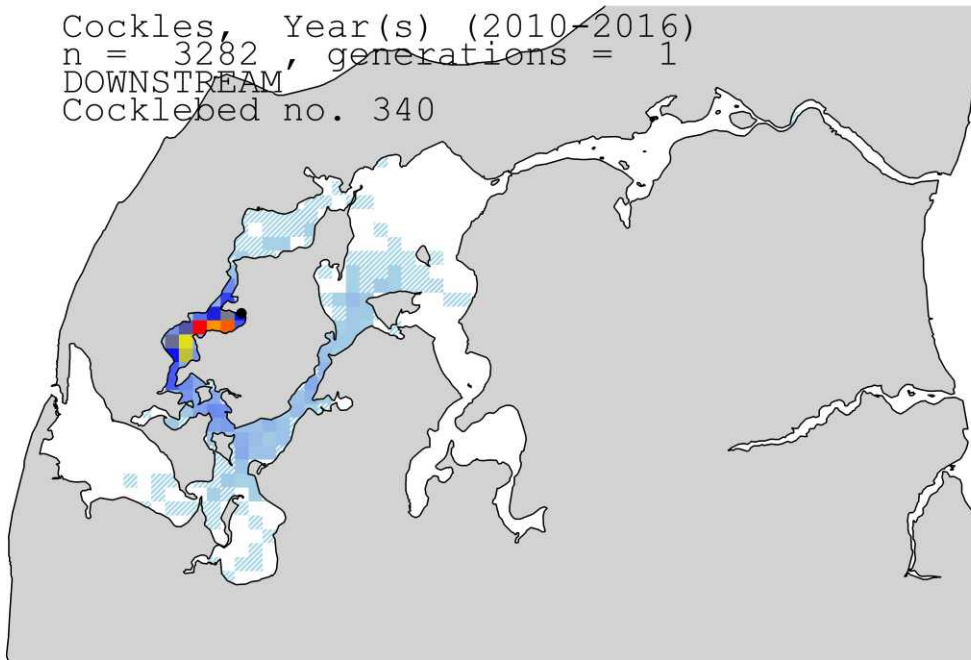 Cockles, Year(s) (2010-2016)
n = 3282 , generations = 1
DOWNSTREAM
Cocklebed no. 340